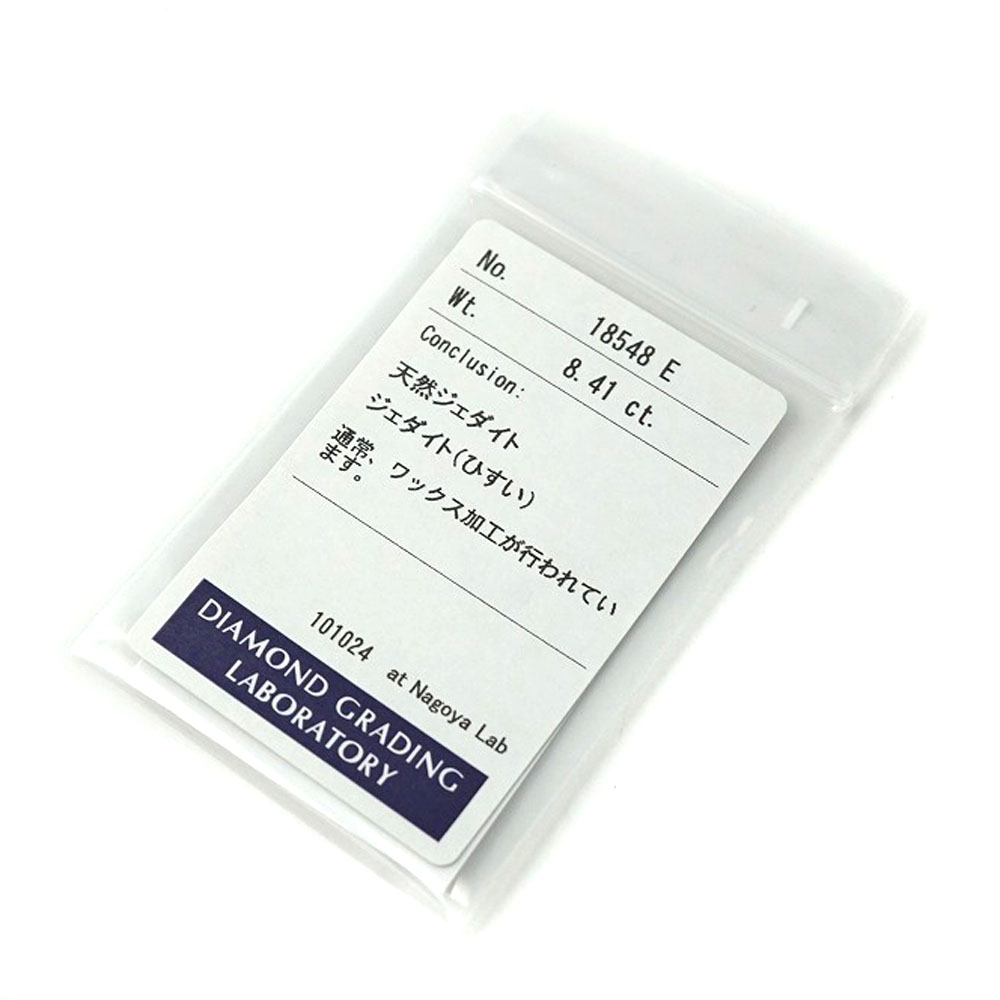 No. 18548 E
Wt. 8.41 ct.
Conclusion:
天然ジェダイト
ジェダイト(ひすい)
通常、ワックス加工が行われてい
ます。
101024 at Nagoya Lab
DIAMOND GRADING
LABORATORY